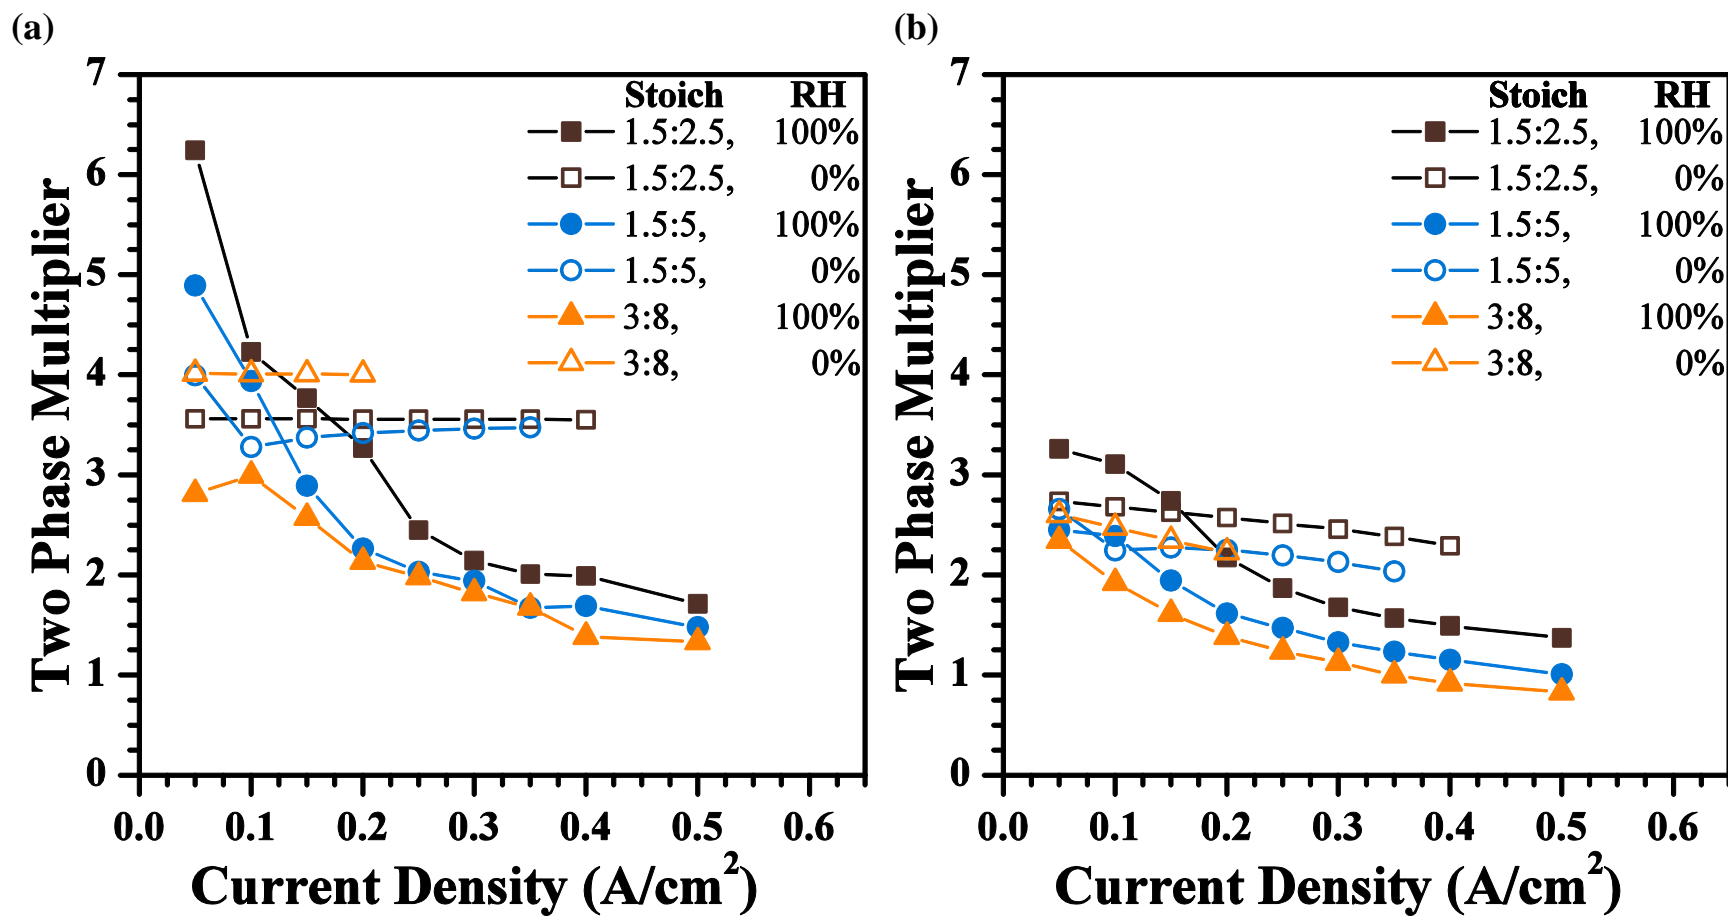 (a)
Two Phase Multiplier
7
6
5
4
3
2
1
0
Stoich RH
1.5:2.5, 100%
1.5:2.5, 0%
1.5:5, 100%
1.5:5, 0%
3:8, 100%
3:8, 0%
0.0 0.1 0.2 0.3 0.4 0.5 0.6
Current Density (A/cm²)
(b)
Two Phase Multiplier
7
6
5
4
3
2
1
0
Stoich RH
1.5:2.5, 100%
1.5:2.5, 0%
1.5:5, 100%
1.5:5, 0%
3:8, 100%
3:8, 0%
0.0 0.1 0.2 0.3 0.4 0.5 0.6
Current Density (A/cm²)